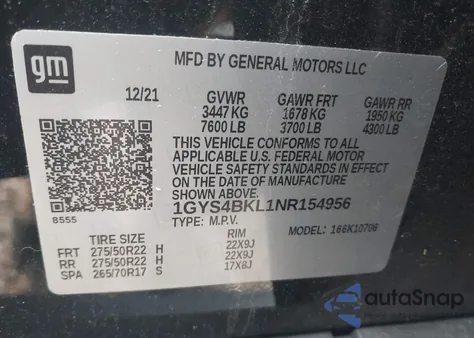 gm
MFD BY GENERAL MOTORS LLC
12/21 GVWR GAWR FRT GAWR RR
3447 KG 1678 KG 1950 KG
7600 LB 3700 LB 4300 LB
THIS VEHICLE CONFORMS TO ALL
APPLICABLE U.S. FEDERAL MOTOR
VEHICLE SAFETY STANDARDS IN
EFFECT ON THE DATE OF MANUFACTURE
SHOWN ABOVE.
8555
1GYS4BKL1NR154956
TYPE: M.P.V. MODEL: 166K10706
TIRE SIZE RIM
FRT 275/50R22 H 22X9J
RR 275/50R22 H 22X9J
SPA 265/70R17 S 17X8J
autoSnap